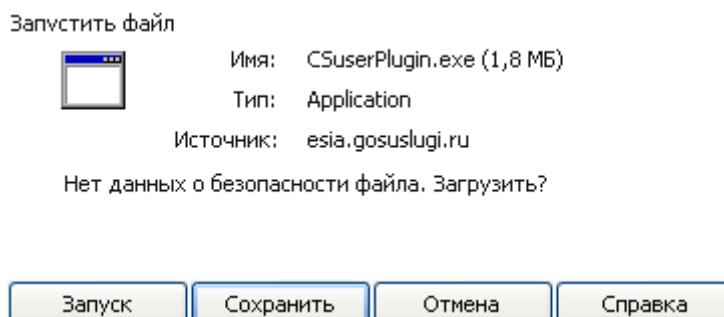 Запустить файл
Имя: CSuserPlugin.exe (1,8 МБ)
Тип: Application
Источник: esia.gosuslugi.ru
Нет данных о безопасности файла. Загрузить?
Запуск Сохранить Отмена Справка